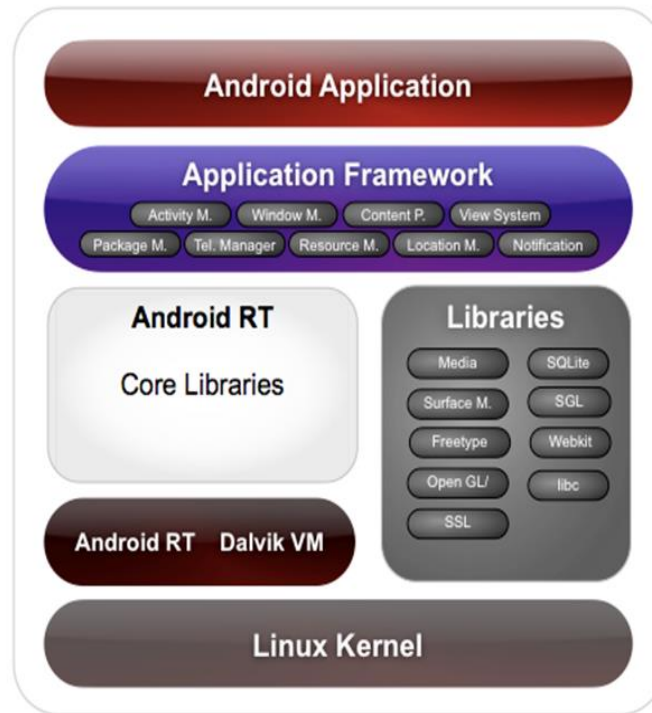 Android Application
Application Framework
Activity M. Window M. Content P. View System
Package M. Tel. Manager Resource M. Location M. Notification
Android RT
Core Libraries
Libraries
Media SQLite
Surface M. SGL
Freetype Webkit
Open GL/ libc
SSL
Android RT Dalvik VM
Linux Kernel